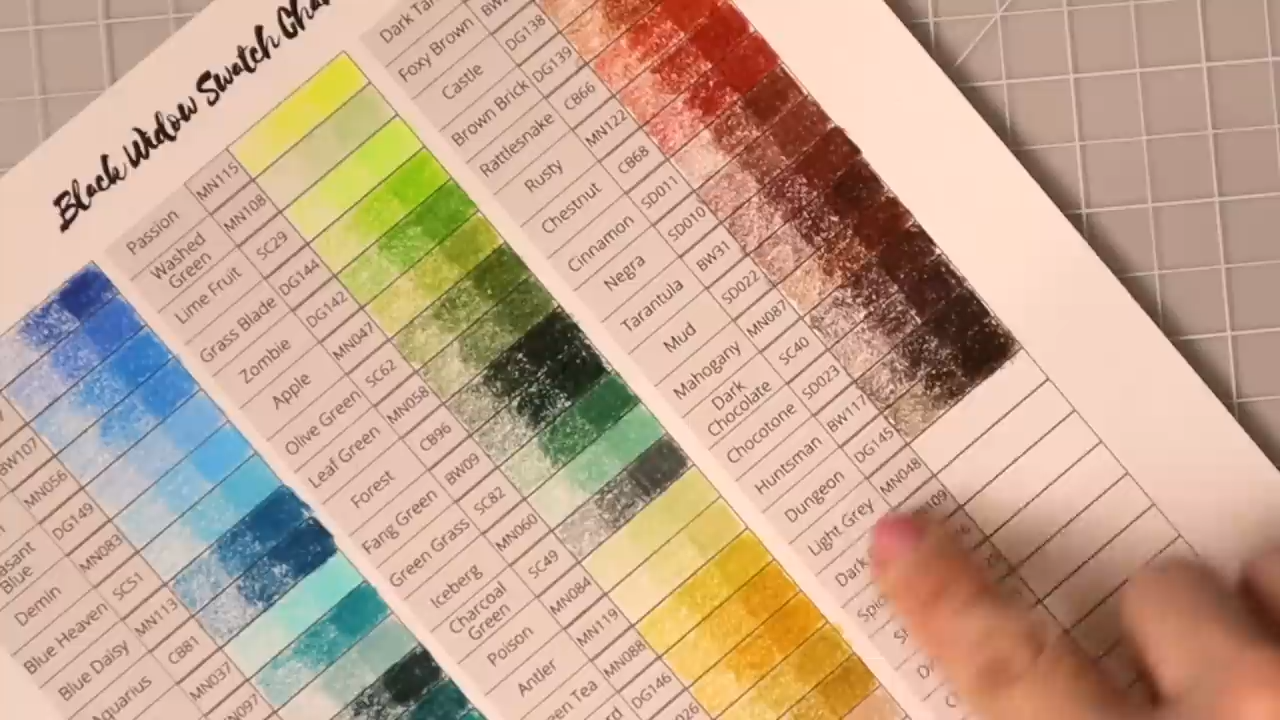 Black Widow Swatch
BW107
MN056
DG149
Blue
MN083
Demin
SC51
Blue Heaven
MN113
Blue Daisy
CB81
Aquarius
MN037
MN097
Passion
MN115
Washed
Green
MN108
Lime Fruit
SC29
Grass Blade
DG144
Zombie
DG142
Apple
MN047
Olive Green
SC62
Leaf Green
MN058
Forest
CB96
Fang Green
BW09
Green Grass
SC82
Iceberg
MN060
Charcoal
Green
SC49
Poison
MN084
Antler
MN119
Tea
MN088
DG146
Dark
Foxy Brown
DG138
Castle
DG139
Brown Brick
CB66
Rattlesnake
MN122
Rusty
CB68
Chestnut
SD011
Cinnamon
SD010
Negra
BW31
Tarantula
SD022
Mud
MN087
Mahogany
SC40
Dark
Chocolate
SD023
Chocotone
BW117
Huntsman
DG145
Dungeon
MN048
Light Grey
Dark